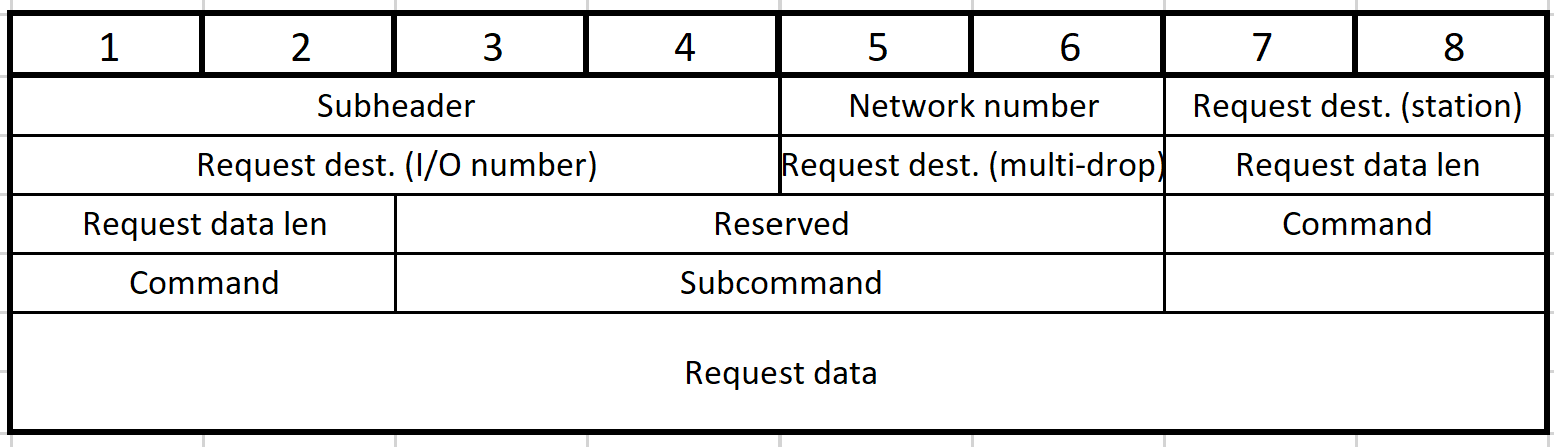 1 2 3 4 5 6 7 8
Subheader Network number Request dest. (station)
Request dest. (I/O number) Request dest. (multi-drop) Request data len
Request data len Reserved Command
Command Subcommand
Request data